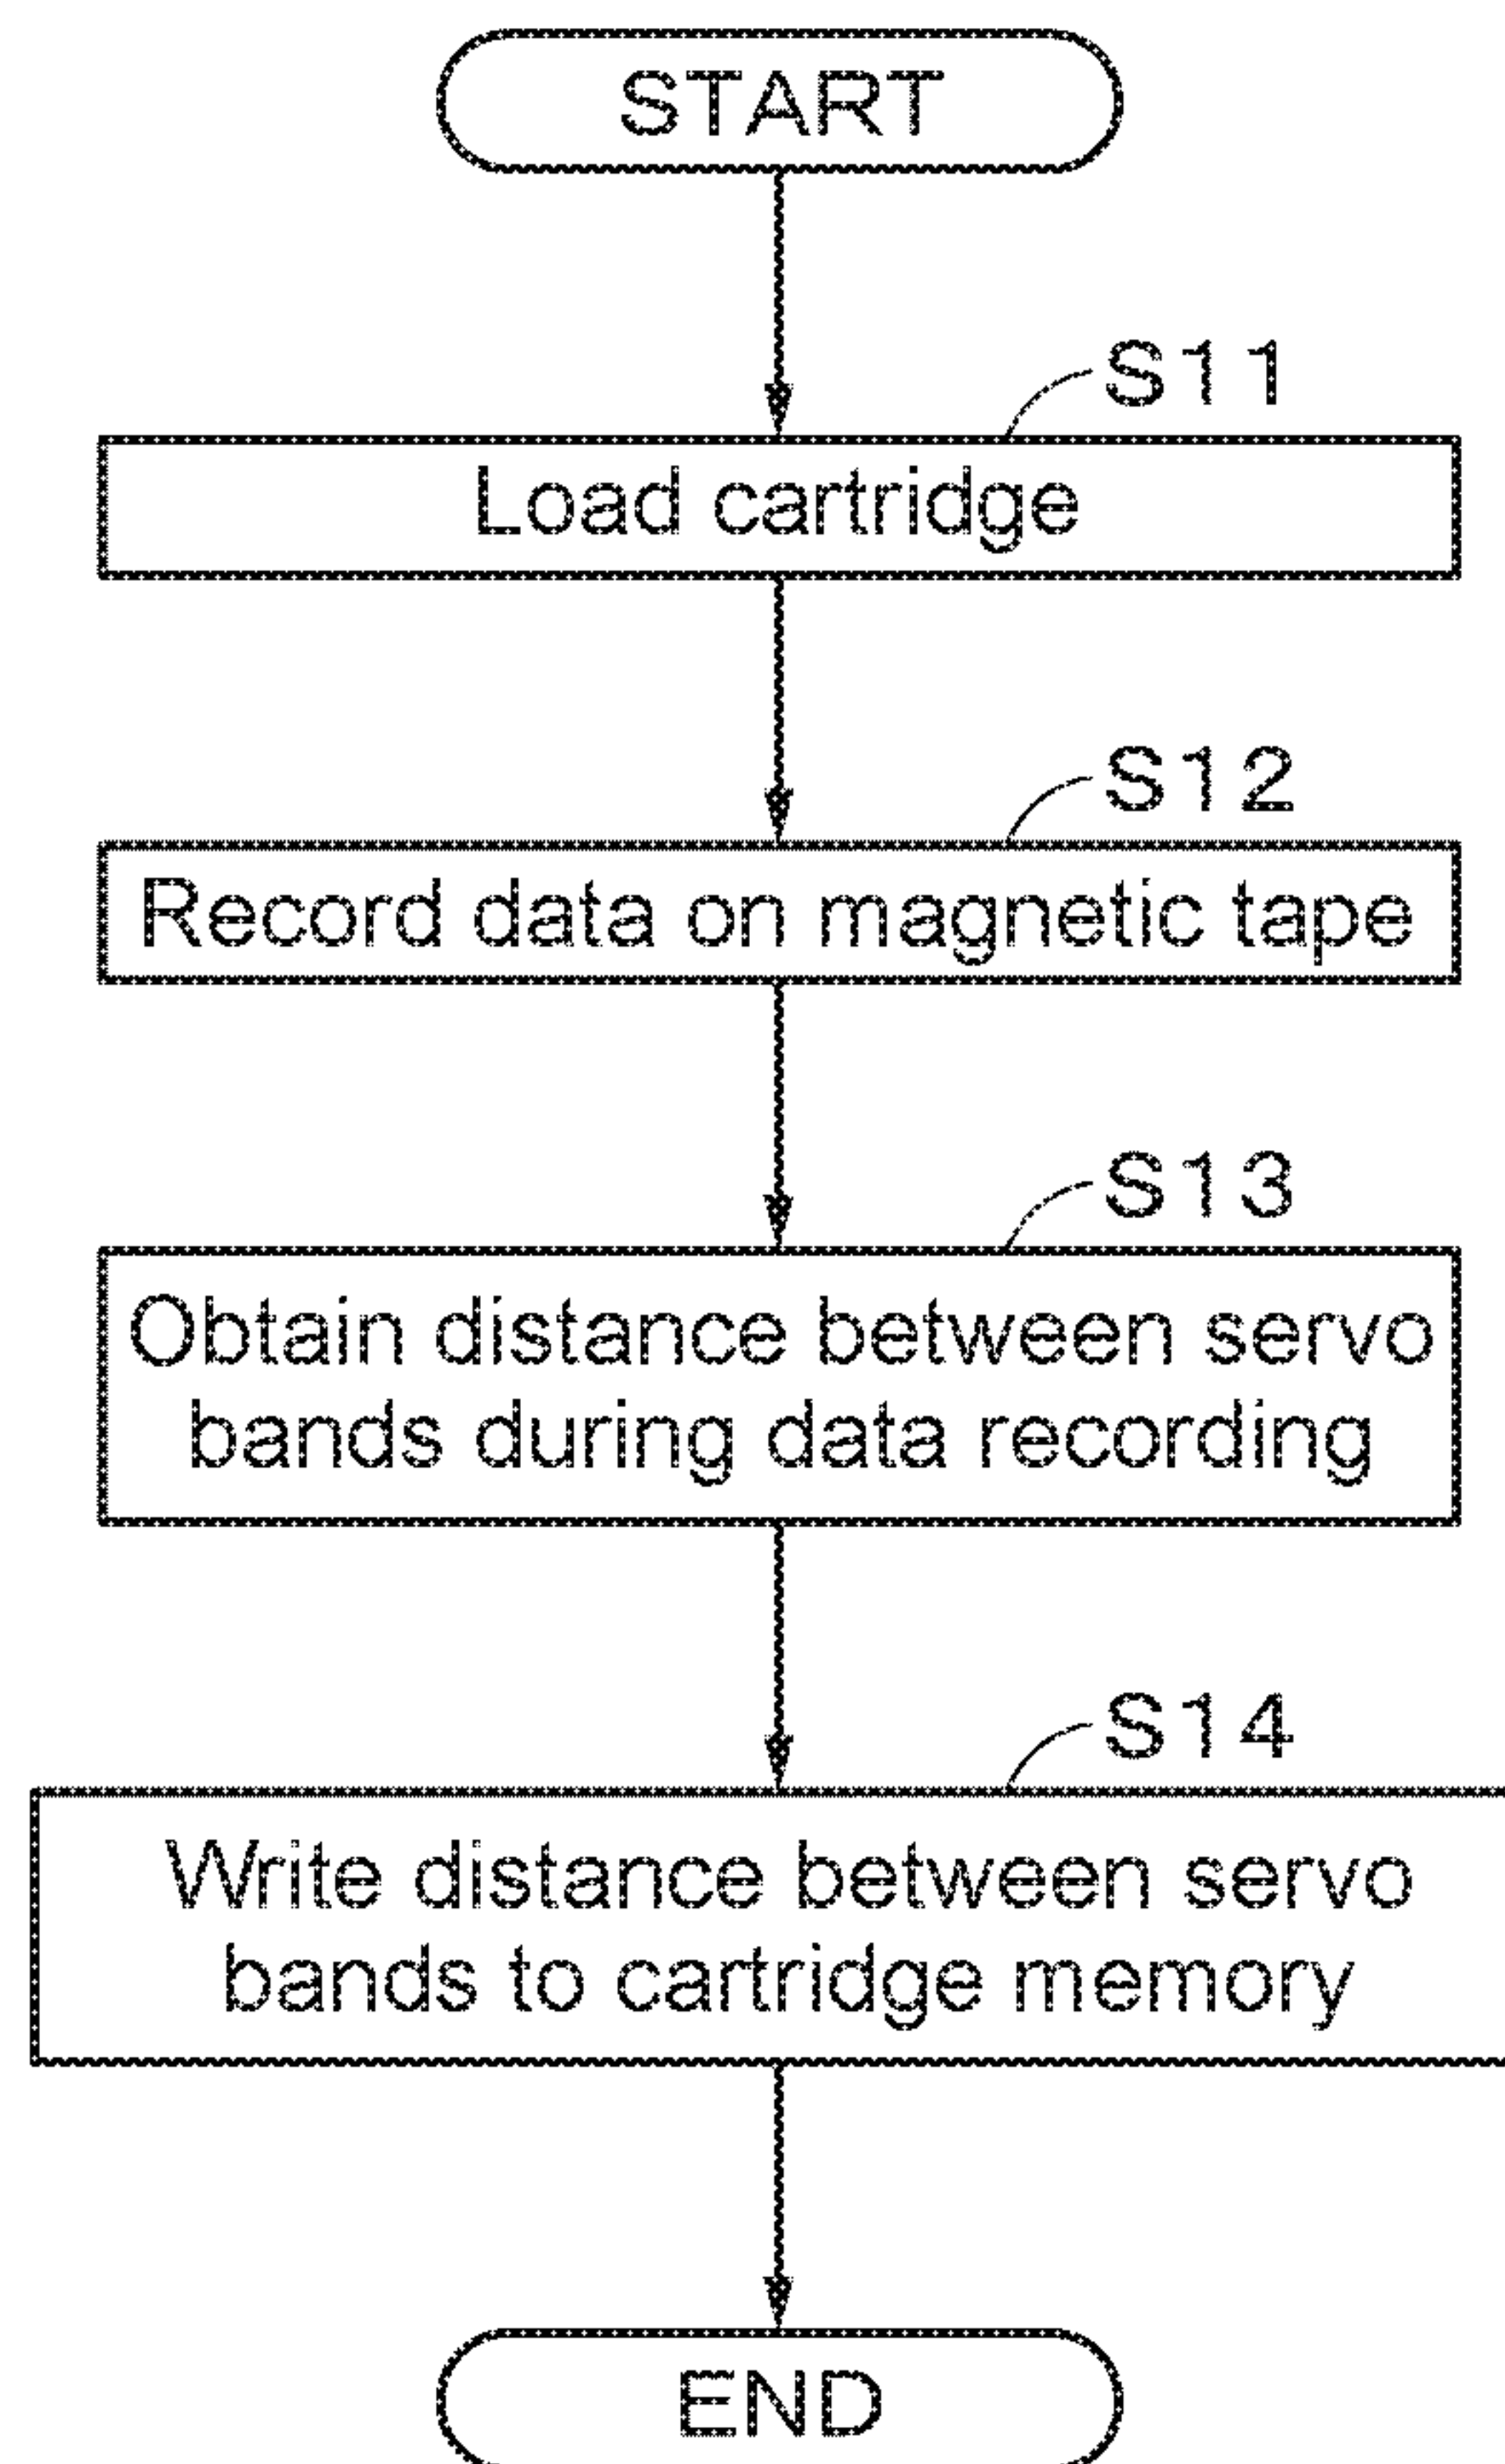 START
S11
Load cartridge
S12
Record data on magnetic tape
S13
Obtain distance between servo
bands during data recording
S14
Write distance between servo
bands to cartridge memory
END